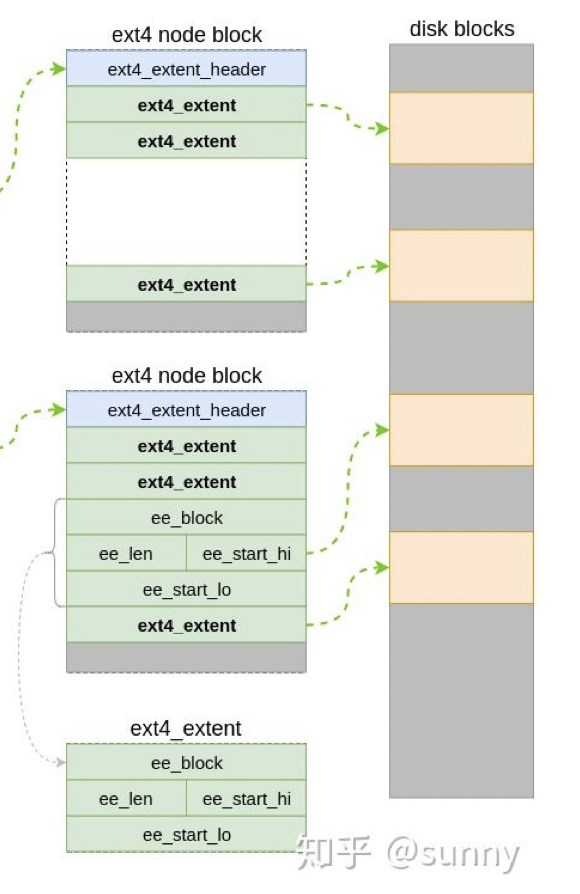 ext4 node block
ext4_extent_header
ext4_extent
ext4_extent
ext4_extent
disk blocks
ext4 node block
ext4_extent_header
ext4_extent
ext4_extent
ee_block
ee_len ee_start_hi
ee_start_lo
ext4_extent
ext4_extent
ee_block
ee_len ee_start_hi
ee_start_lo
知乎 @sunny